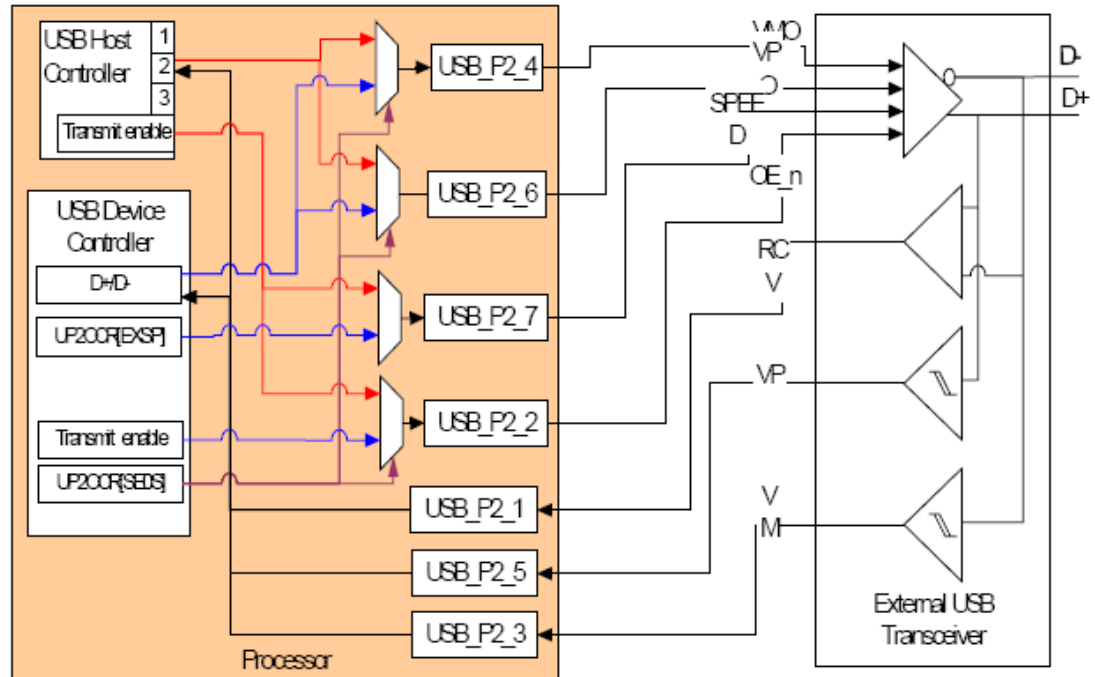 USB Host
Controller
1
2
3
Transmit enable
USB Device
Controller
D+/D-
UP2OCR[EXSP]
Transmit enable
UP2OCR[SEDS]
USB_P2_4
USB_P2_6
USB_P2_7
USB_P2_2
USB_P2_1
USB_P2_5
USB_P2_3
Processor
VMO
VP
O
SPEE
D
OE_n
RC
V
VP
V
M
D-
D+
External USB
Transceiver